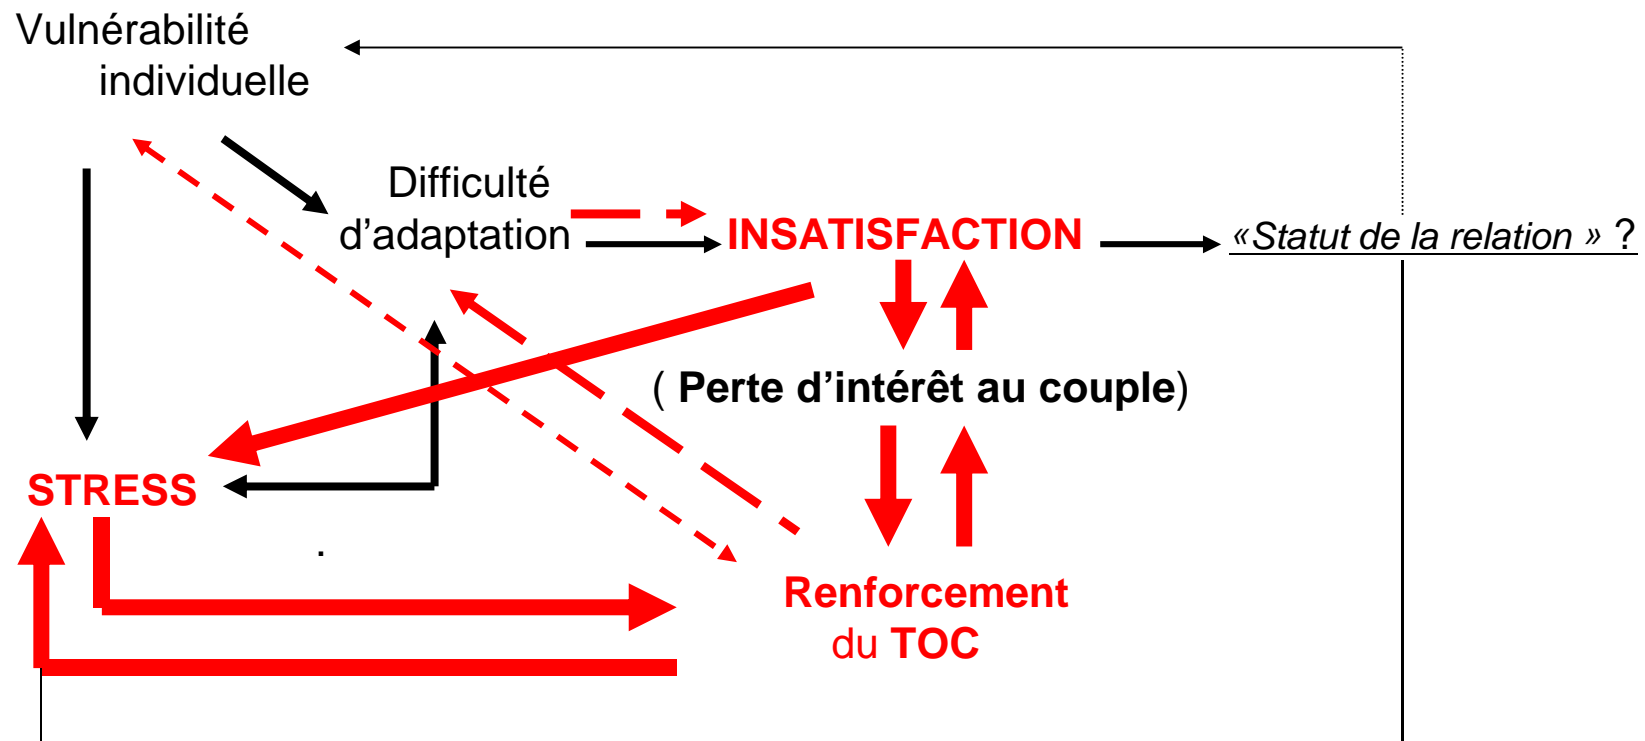 Vulnérabilité
individuelle
Difficulté
d'adaptation
INSATISFACTION
«Statut de la relation » ?
( Perte d'intérêt au couple)
STRESS
.
Renforcement
du TOC